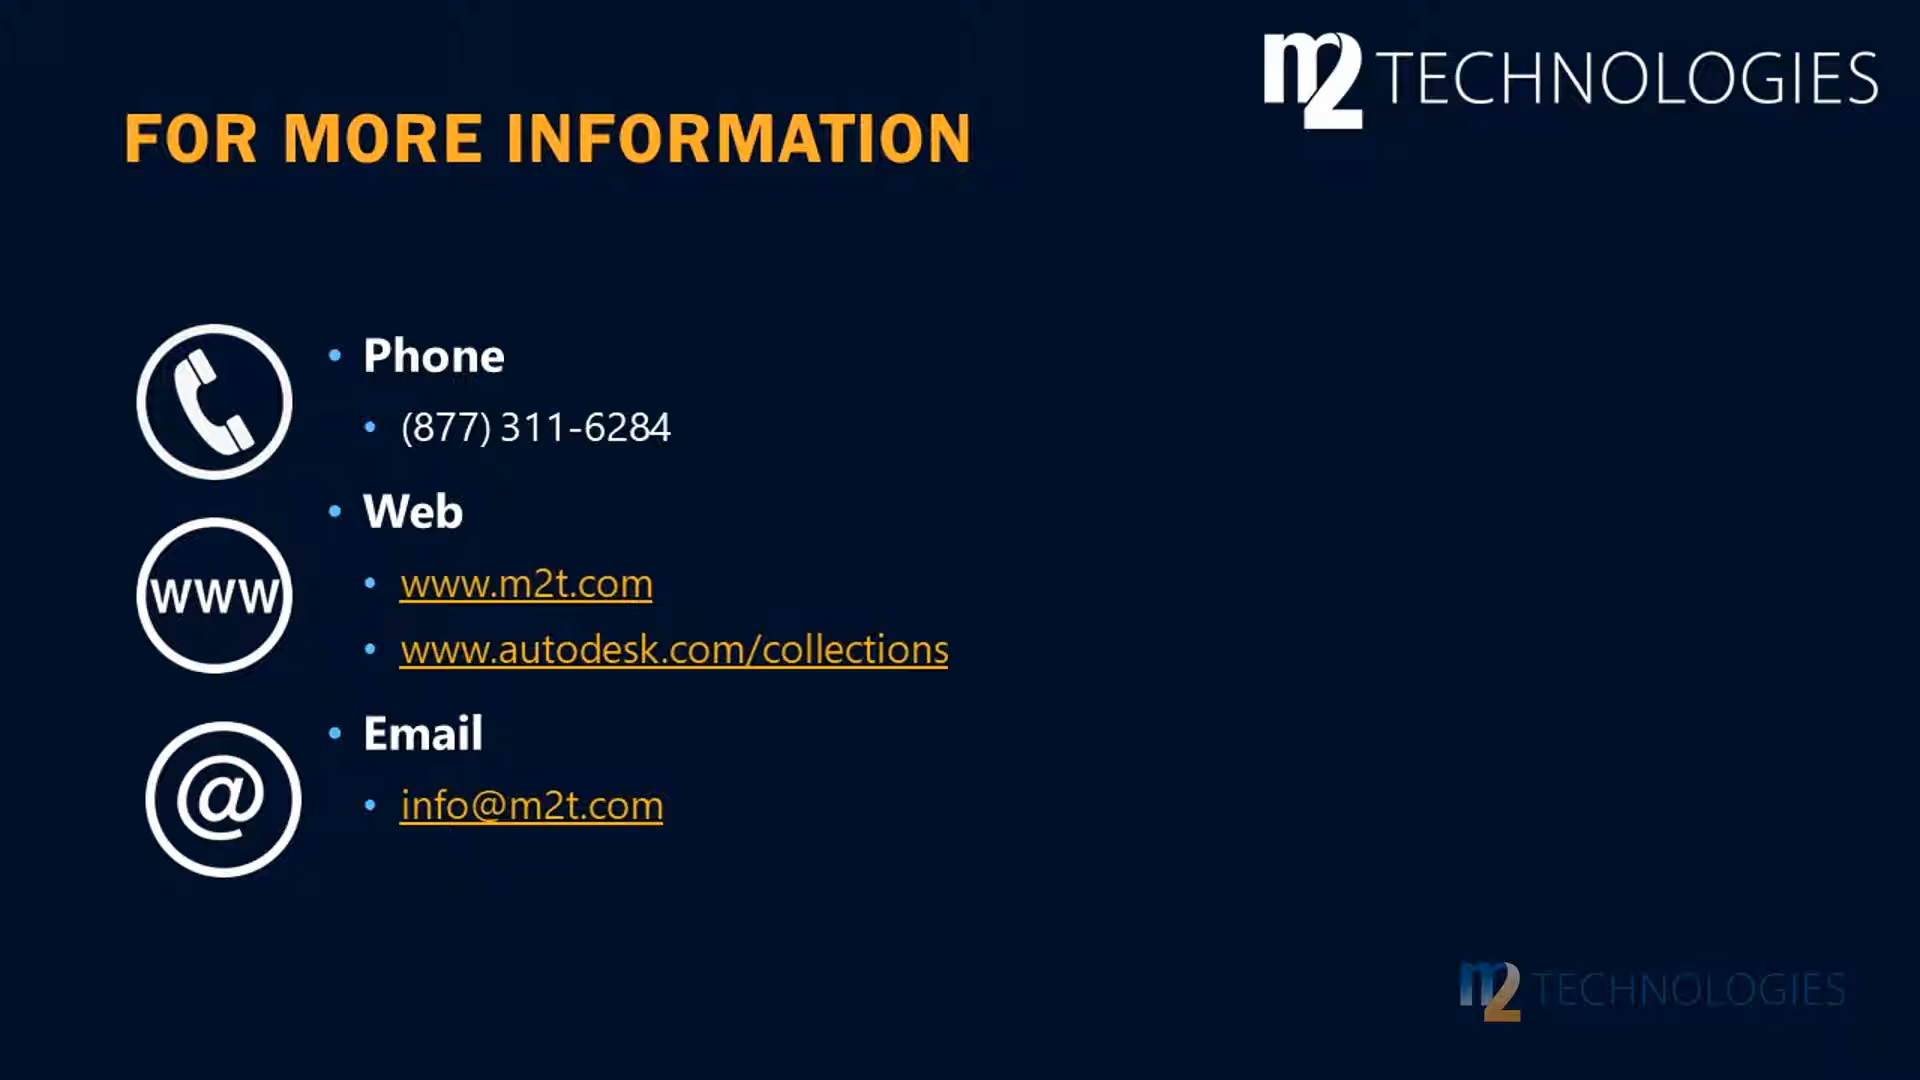 m2 TECHNOLOGIES
FOR MORE INFORMATION
• Phone
• (877) 311-6284
• Web
www
• www.m2t.com
• www.autodesk.com/collections
• Email
@
• info@m2t.com
m2 TECHNOLOGIES